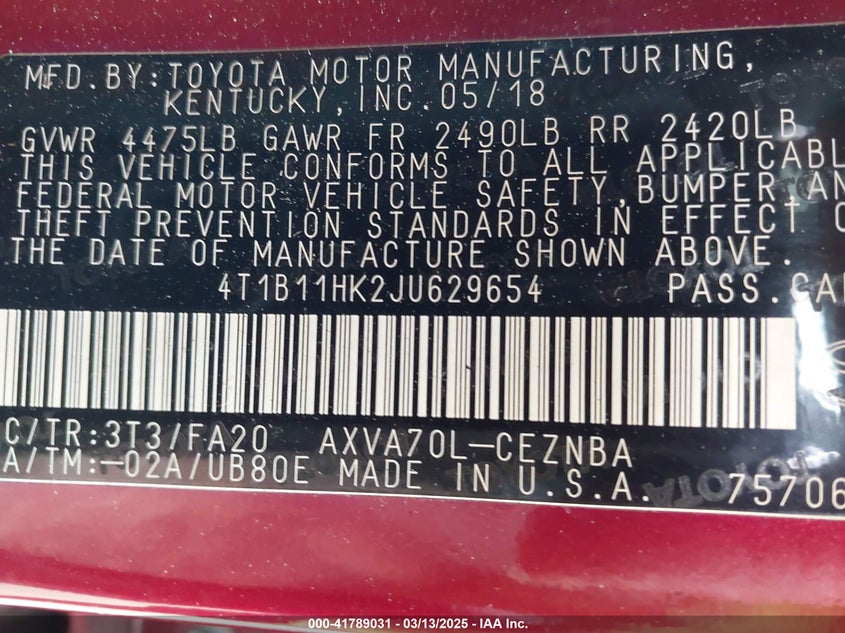 MFD.BY:TOYOTA MOTOR MANUFACTURING,
KENTUCKY,INC.05/18
GVWR 4475LB GAWR FR 2490LB RR 2420LB
THIS VEHICLE CONFORMS TO ALL APPLICABL
FEDERAL MOTOR VEHICLE SAFETY,BUMPER,AN
THEFT PREVENTION STANDARDS IN EFFECT O
THE DATE OF MANUFACTURE SHOWN ABOVE.
4T1B11HK2JU629654 PASS.CAR
C/TR:3T3/FA20 AXVA70L-CEZNBA
A/TM:-02A/UB80E MADE IN U.S.A. 75706
TOYOTA
000-41789031 - 03/13/2025 - IAA Inc.